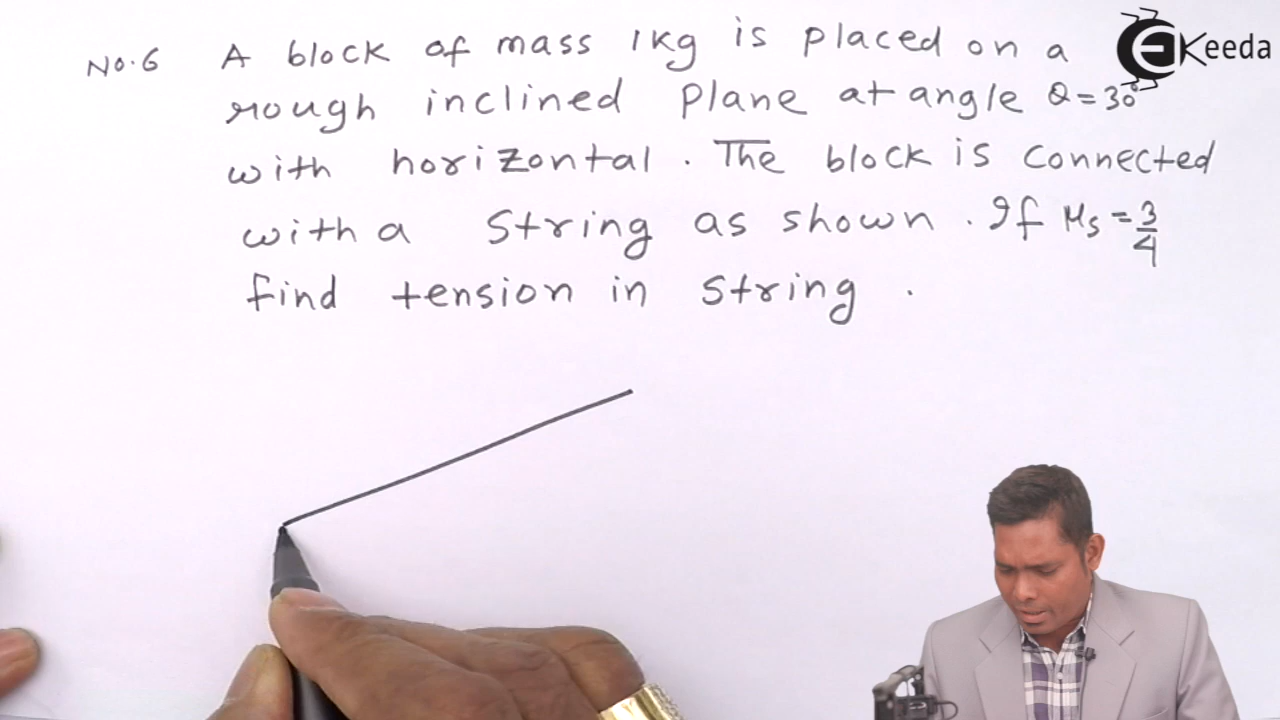 No.6 A block of mass 1kg is placed on a
rough inclined plane at angle θ=30°
with horizontal. The block is connected
with a string as shown. If μs = 3/4
find tension in string.
EKeeda